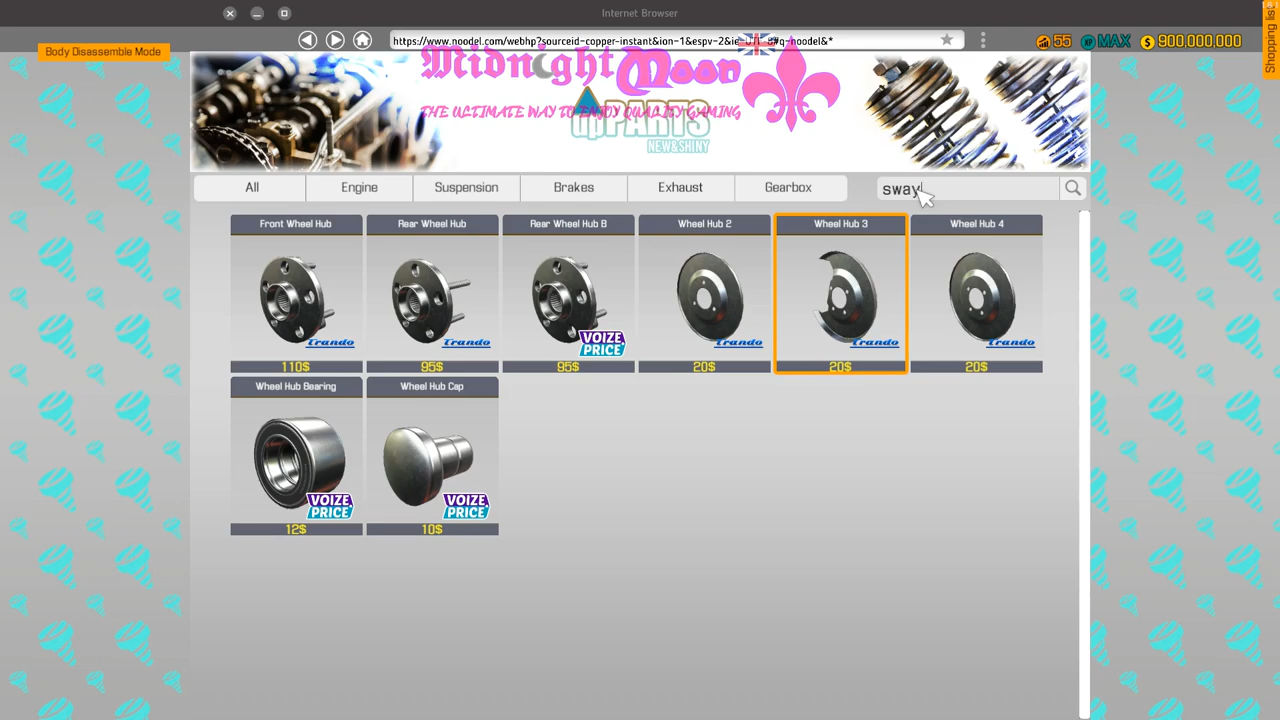 Internet Browser
Body Disassemble Mode
https://www.noodel.com/webhp?sourceid-copper-instant&ion-1&espv-2&ie-UTF-8#q-noodel&*
55
XP MAX
$ 900,000,000
Shopping list
Midnight Moon
THE ULTIMATE WAY TO ENJOY QUALITY GAMING
UpPARTS
NEW&SHINY
All
Engine
Suspension
Brakes
Exhaust
Gearbox
sway
Front Wheel Hub
Rear Wheel Hub
Rear Wheel Hub B
Wheel Hub 2
Wheel Hub 3
Wheel Hub 4
Trando
Trando
VOIZE
PRICE
Trando
Trando
Trando
110$
95$
95$
20$
20$
20$
Wheel Hub Bearing
Wheel Hub Cap
VOIZE
PRICE
VOIZE
PRICE
12$
10$